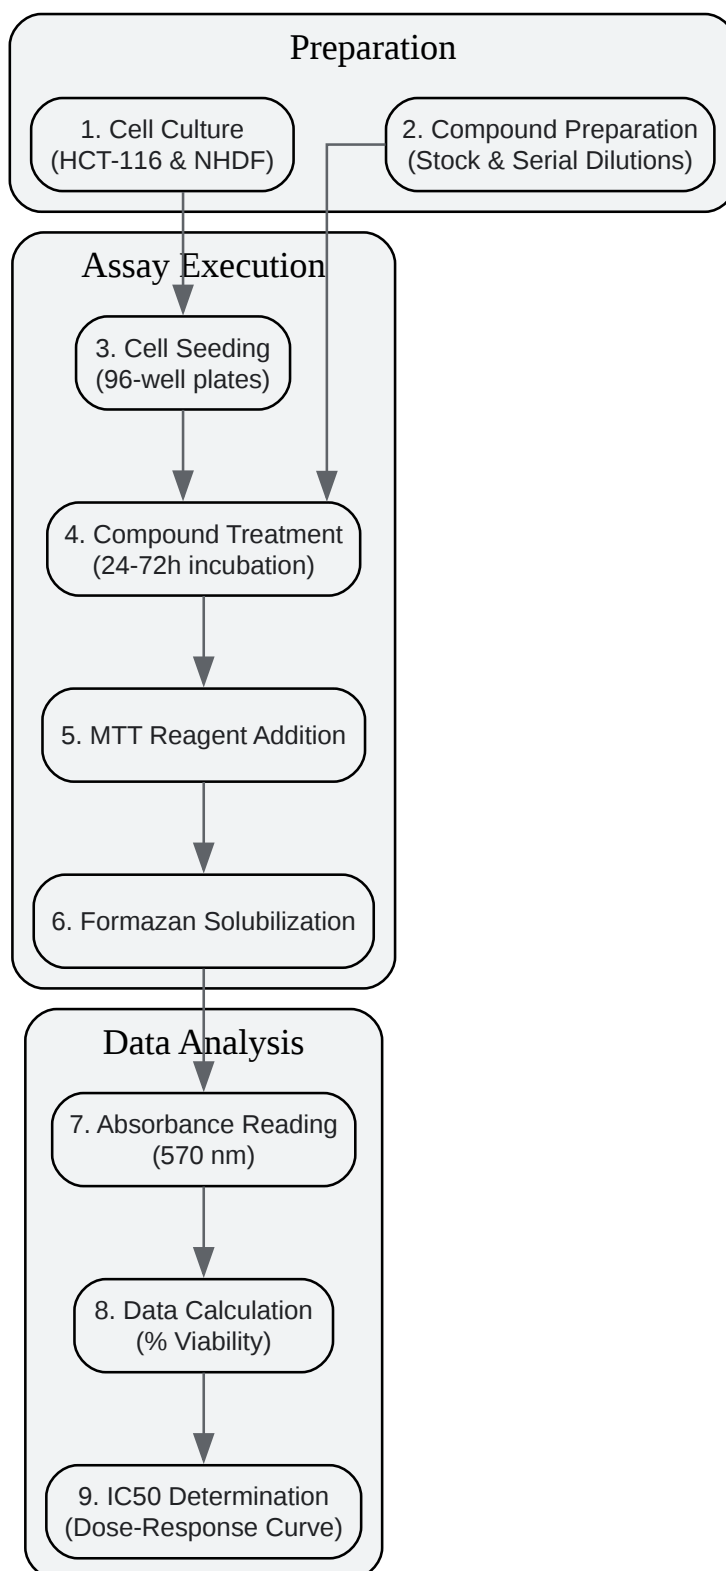 Preparation
1. Cell Culture
(HCT-116 & NHDF)
2. Compound Preparation
(Stock & Serial Dilutions)
Assay Execution
3. Cell Seeding
(96-well plates)
4. Compound Treatment
(24-72h incubation)
5. MTT Reagent Addition
6. Formazan Solubilization
Data Analysis
7. Absorbance Reading
(570 nm)
8. Data Calculation
(% Viability)
9. IC50 Determination
(Dose-Response Curve)